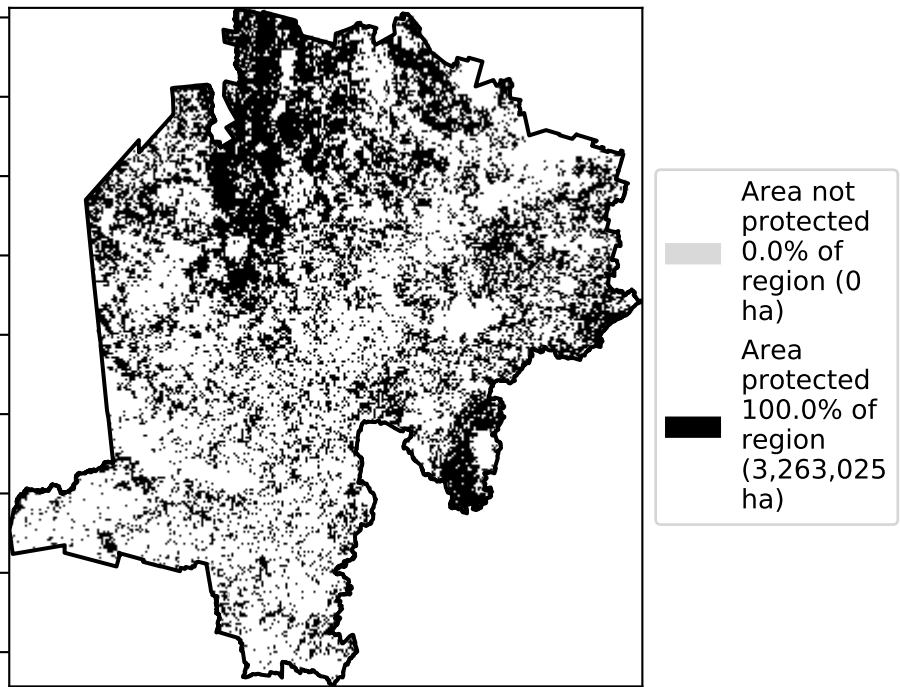 Area not
protected
0.0% of
region (0
ha)
Area
protected
100.0% of
region
(3,263,025
ha)